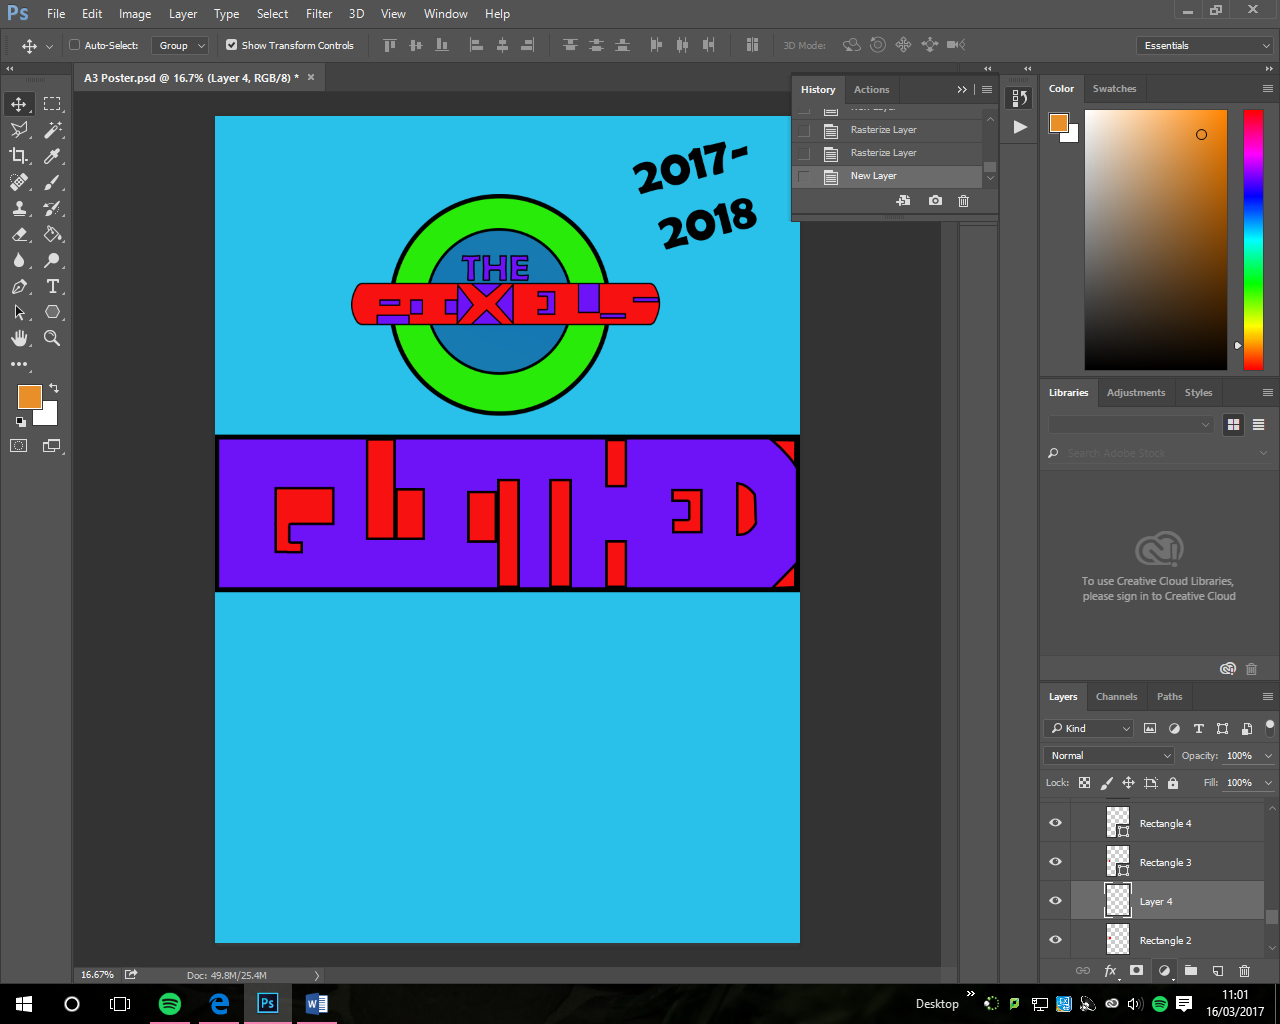 Ps File Edit Image Layer Type Select Filter 3D View Window Help
Auto-Select: Group Show Transform Controls 3D Mode: Essentials
A3 Poster.psd @ 16.7% (Layer 4, RGB/8) * ×
History Actions
Rasterize Layer
Rasterize Layer
New Layer
Color Swatches
2017-
2018
THE
Libraries Adjustments Styles
Search Adobe Stock
To use Creative Cloud Libraries,
please sign in to Creative Cloud
Layers Channels Paths
Kind
Normal Opacity: 100%
Lock: Fill: 100%
Rectangle 4
Rectangle 3
Layer 4
Rectangle 2
16.67% Doc: 49.8M/25.4M
Desktop
11:01
16/03/2017